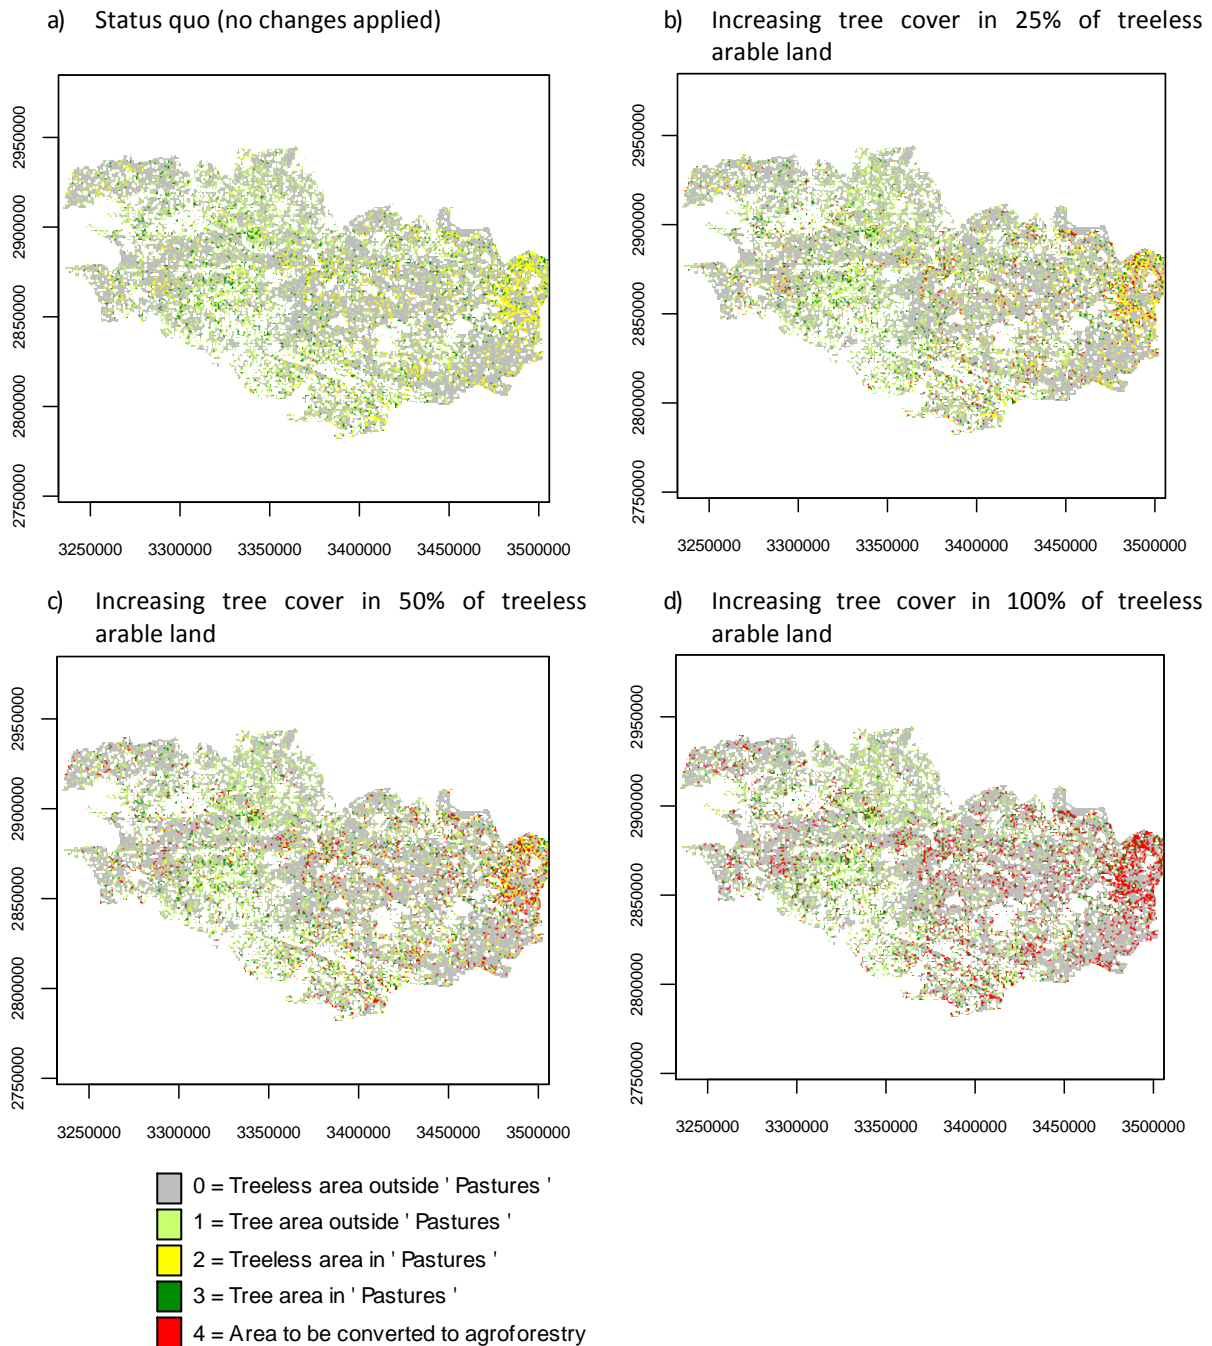 a) Status quo (no changes applied)
b) Increasing tree cover in 25% of treeless
arable land
2950000
2900000
2850000
2800000
2750000
3250000 3300000 3350000 3400000 3450000 3500000
2950000
2900000
2850000
2800000
2750000
3250000 3300000 3350000 3400000 3450000 3500000
c) Increasing tree cover in 50% of treeless
arable land
d) Increasing tree cover in 100% of treeless
arable land
2950000
2900000
2850000
2800000
2750000
3250000 3300000 3350000 3400000 3450000 3500000
2950000
2900000
2850000
2800000
2750000
3250000 3300000 3350000 3400000 3450000 3500000
0 = Treeless area outside ' Pastures '
1 = Tree area outside ' Pastures '
2 = Treeless area in ' Pastures '
3 = Tree area in ' Pastures '
4 = Area to be converted to agroforestry